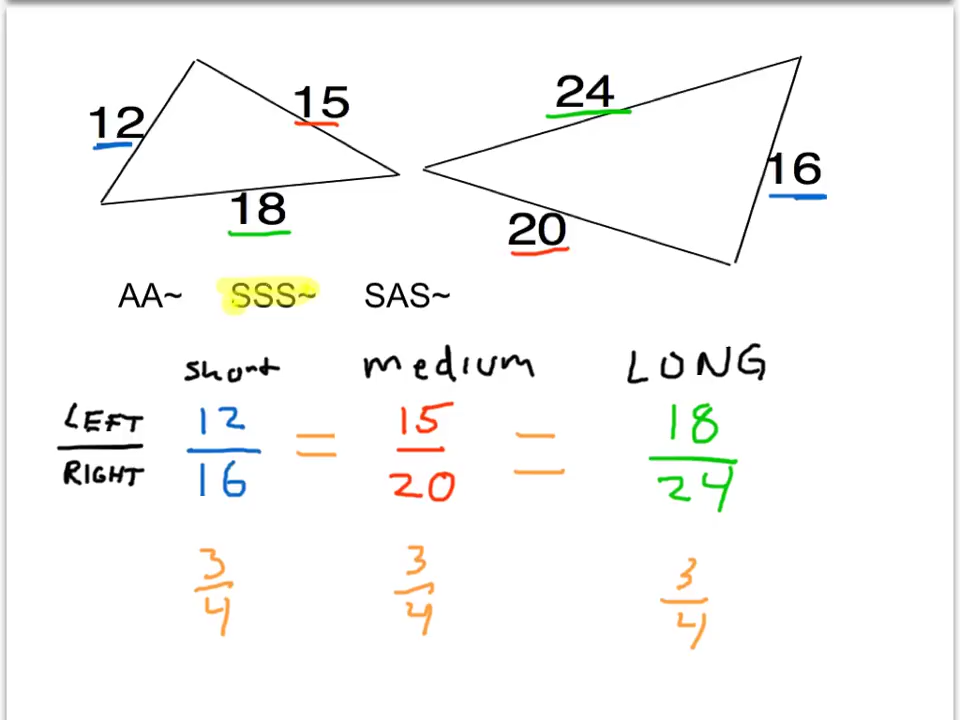 12 15 24 16
18 20
AA~ SSS~ SAS~
short medium LONG
LEFT 12 = 15 = 18
RIGHT 16 20 24
3 3 3
4 4 4